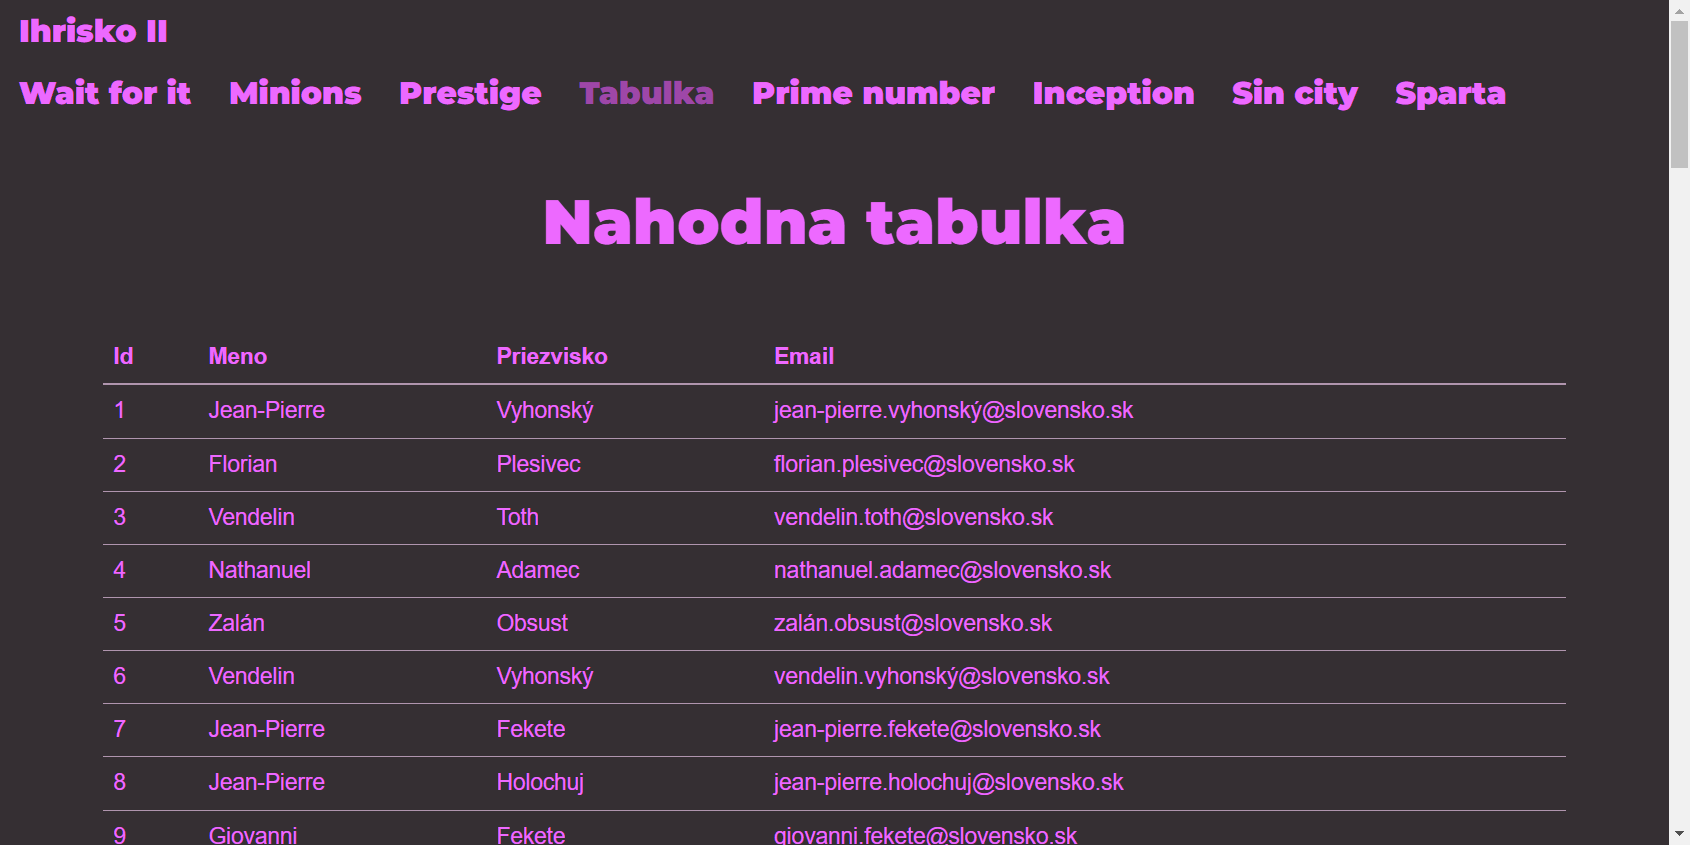 Ihrisko II
Wait for it Minions Prestige Tabulka Prime number Inception Sin city Sparta
Nahodna tabulka
Id Meno Priezvisko Email
1 Jean-Pierre Vyhonský jean-pierre.vyhonský@slovensko.sk
2 Florian Plesivec florian.plesivec@slovensko.sk
3 Vendelin Toth vendelin.toth@slovensko.sk
4 Nathanuel Adamec nathanuel.adamec@slovensko.sk
5 Zalán Obsust zalán.obsust@slovensko.sk
6 Vendelin Vyhonský vendelin.vyhonský@slovensko.sk
7 Jean-Pierre Fekete jean-pierre.fekete@slovensko.sk
8 Jean-Pierre Holochuj jean-pierre.holochuj@slovensko.sk
9 Giovanni Fekete giovanni.fekete@slovensko.sk